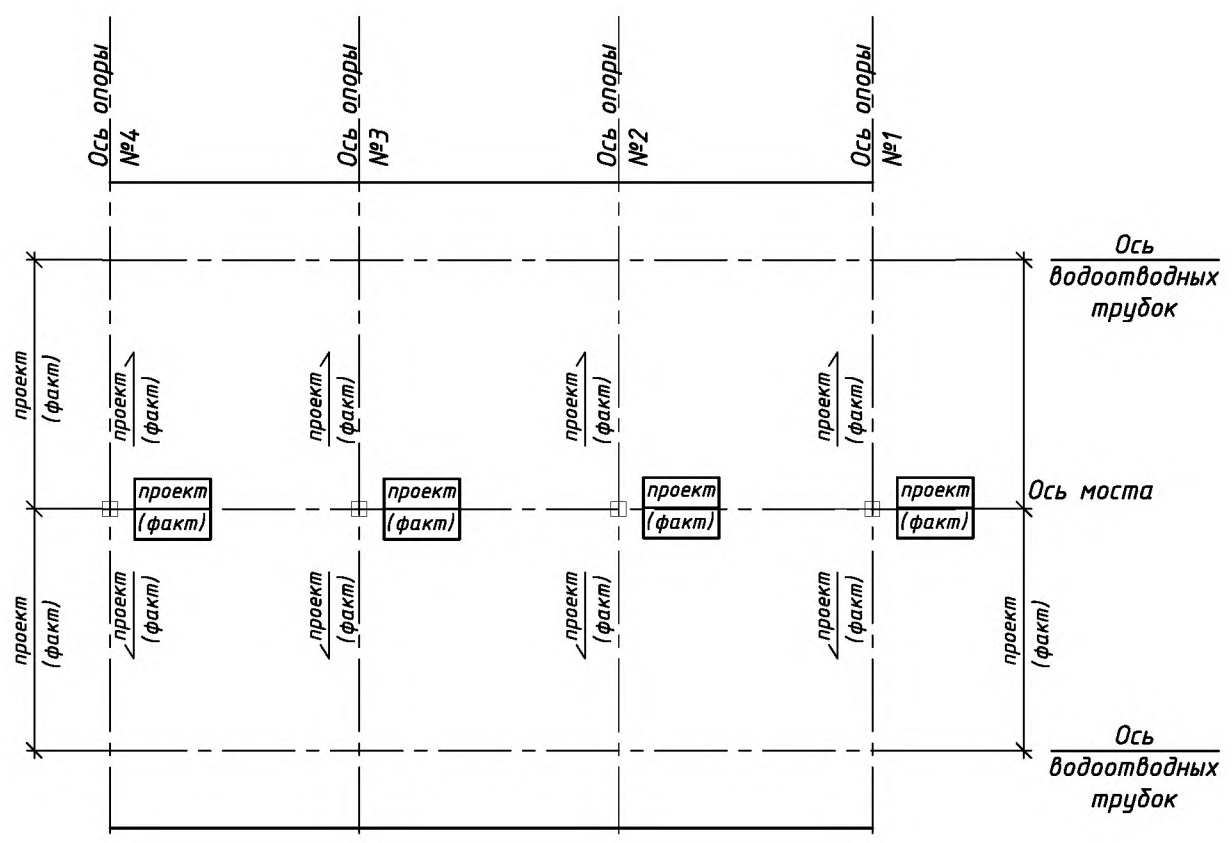 Ось опоры
№4
Ось опоры
№3
Ось опоры
№2
Ось опоры
№1
Ось
водоотводных
трубок
проект
(факт)
проект
(факт)
проект
(факт)
проект
(факт)
проект
(факт)
проект
(факт)
проект
(факт)
проект
(факт)
проект
(факт)
Ось моста
проект
(факт)
проект
(факт)
проект
(факт)
проект
(факт)
проект
(факт)
проект
(факт)
Ось
водоотводных
трубок